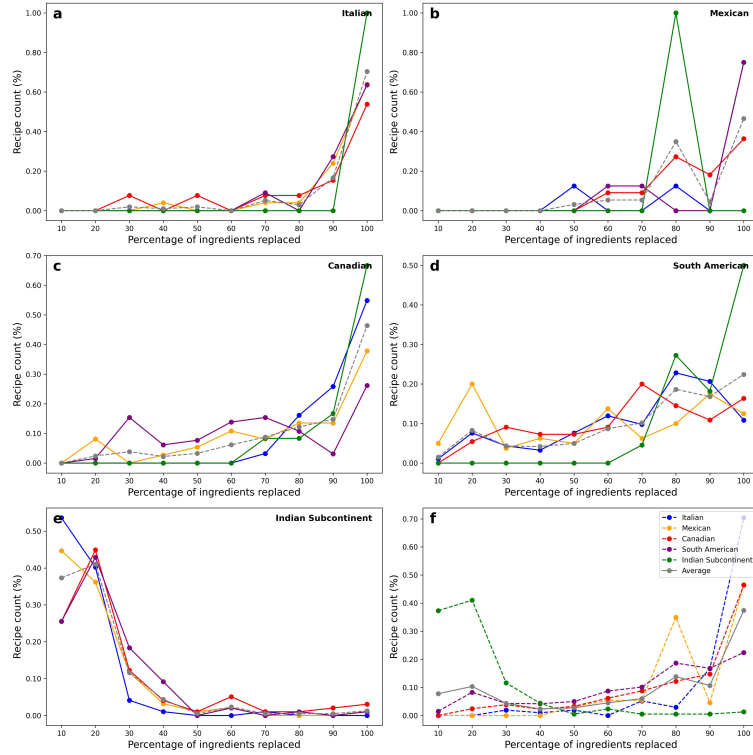 a
Italian
1.00
0.80
0.60
0.40
0.20
0.00
Recipe count (%)
10 20 30 40 50 60 70 80 90 100
Percentage of ingredients replaced
b
Mexican
1.00
0.80
0.60
0.40
0.20
0.00
Recipe count (%)
10 20 30 40 50 60 70 80 90 100
Percentage of ingredients replaced
c
Canadian
0.70
0.60
0.50
0.40
0.30
0.20
0.10
0.00
Recipe count (%)
10 20 30 40 50 60 70 80 90 100
Percentage of ingredients replaced
d
South American
0.50
0.40
0.30
0.20
0.10
0.00
Recipe count (%)
10 20 30 40 50 60 70 80 90 100
Percentage of ingredients replaced
e
Indian Subcontinent
0.50
0.40
0.30
0.20
0.10
0.00
Recipe count (%)
10 20 30 40 50 60 70 80 90 100
Percentage of ingredients replaced
f
Italian
Mexican
Canadian
South American
Indian Subcontinent
Average
0.70
0.60
0.50
0.40
0.30
0.20
0.10
0.00
Recipe count (%)
10 20 30 40 50 60 70 80 90 100
Percentage of ingredients replaced